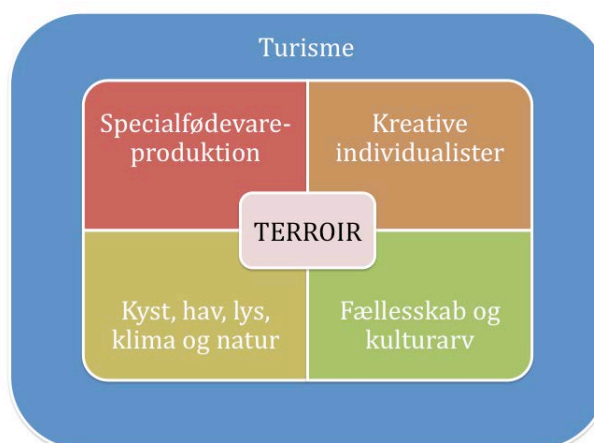 Turisme
Specialfødevare-
produktion
Kreative
individualister
TERROIR
Kyst, hav, lys,
klima og natur
Fællesskab og
kulturarv